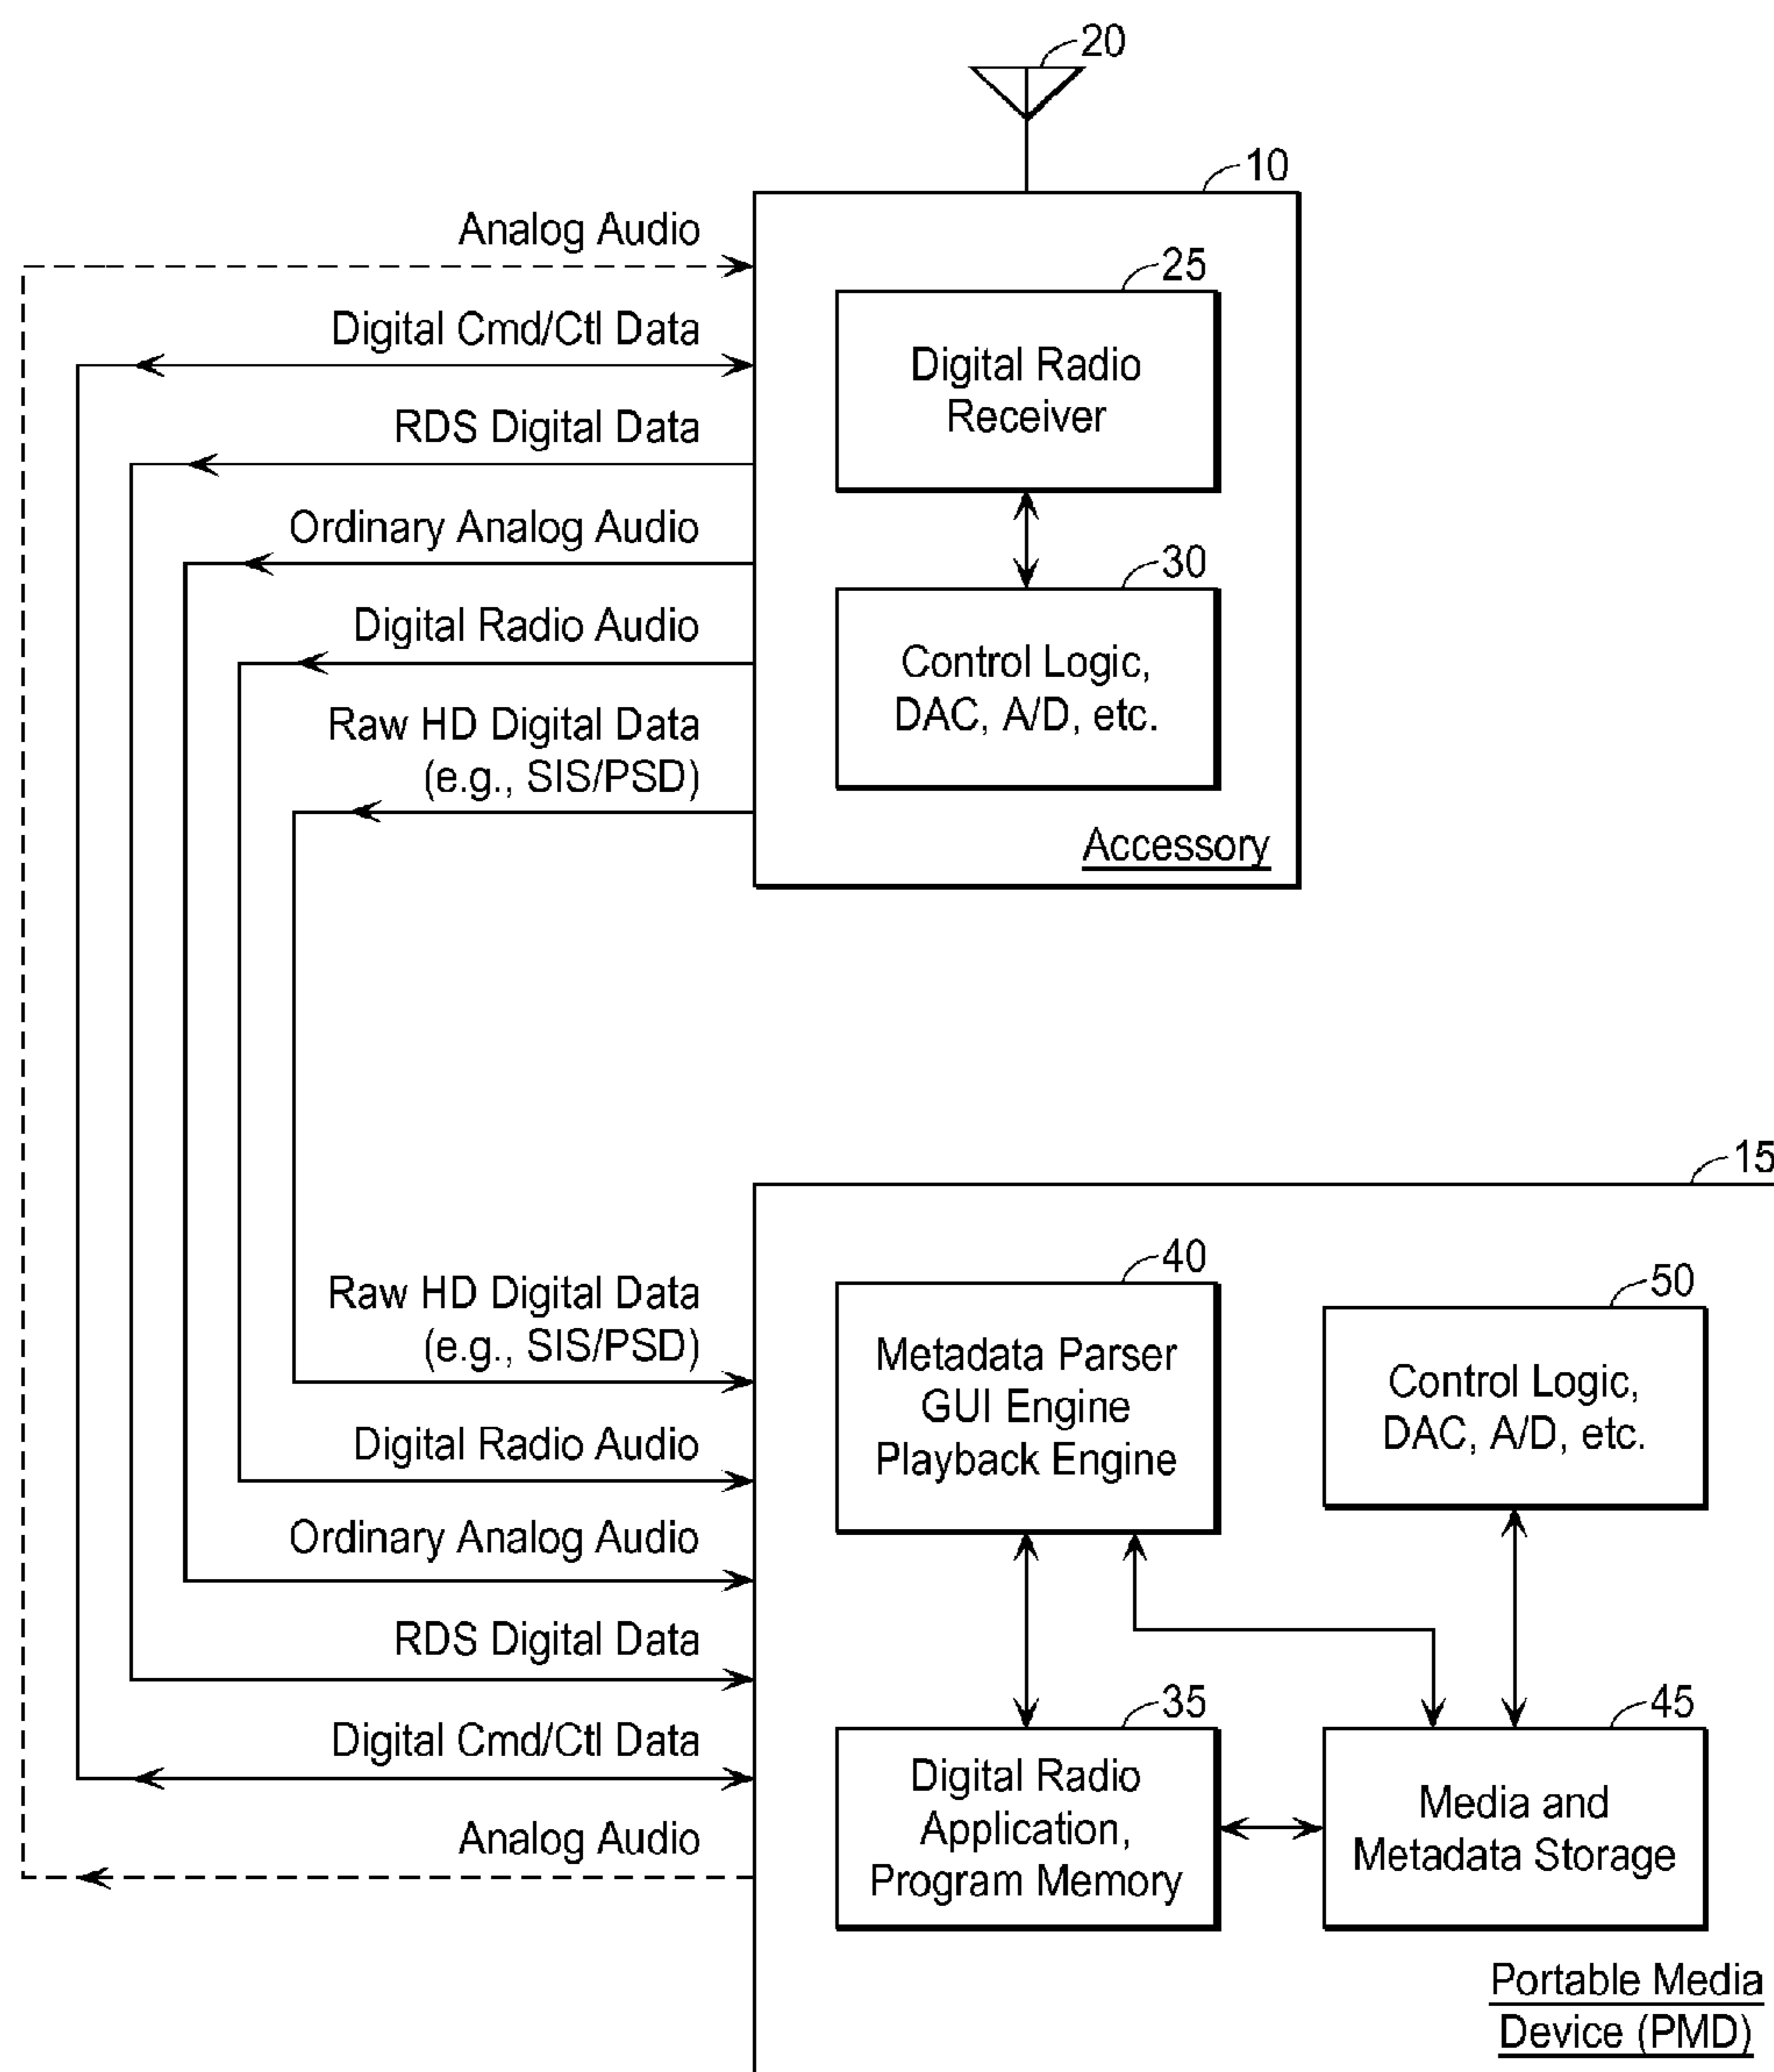 20
10
Analog Audio
25
Digital Cmd/Ctl Data
Digital Radio
Receiver
RDS Digital Data
Ordinary Analog Audio
30
Digital Radio Audio
Control Logic,
DAC, A/D, etc.
Raw HD Digital Data
(e.g., SIS/PSD)
Accessory
15
40
50
Raw HD Digital Data
(e.g., SIS/PSD)
Metadata Parser
GUI Engine
Playback Engine
Control Logic,
DAC, A/D, etc.
Digital Radio Audio
Ordinary Analog Audio
RDS Digital Data
35
45
Digital Cmd/Ctl Data
Digital Radio
Application,
Program Memory
Media and
Metadata Storage
Analog Audio
Portable Media
Device (PMD)